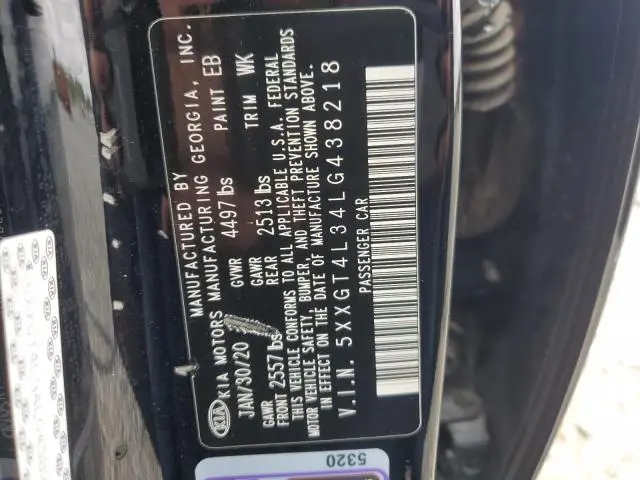 MANUFACTURED BY
KIA KIA MOTORS MANUFACTURING GEORGIA, INC.
JAN/30/20 GVWR 4497 lbs PAINT EB
GAWR FRONT 2557 lbs GAWR REAR 2513 lbs TRIM WK
THIS VEHICLE CONFORMS TO ALL APPLICABLE U.S.A. FEDERAL
MOTOR VEHICLE SAFETY, BUMPER, AND THEFT PREVENTION STANDARDS
IN EFFECT ON THE DATE OF MANUFACTURE SHOWN ABOVE.
V.I.N. 5XXGT4L34LG438218
PASSENGER CAR
5320